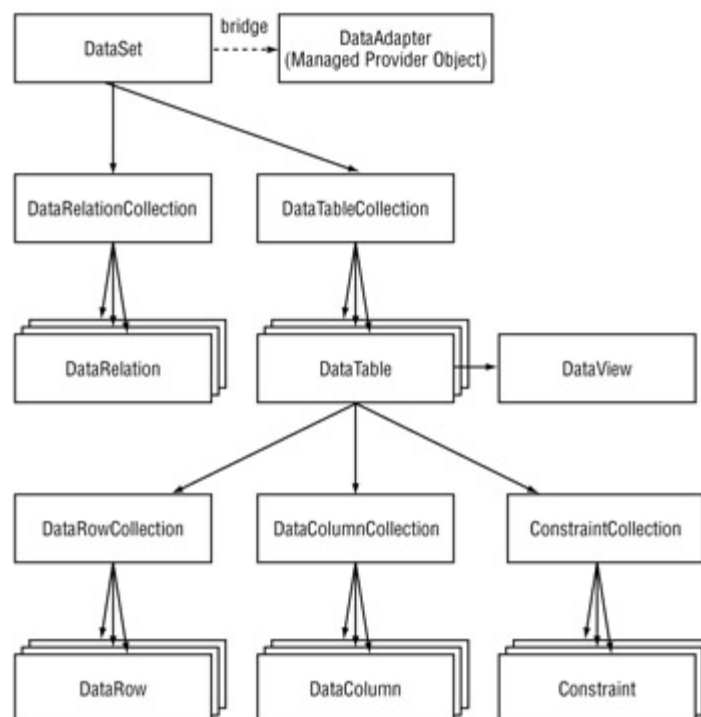 bridge
DataSet
DataAdapter
(Managed Provider Object)
DataRelationCollection
DataTableCollection
DataRelation
DataTable
DataView
DataRowCollection
DataColumnCollection
ConstraintCollection
DataRow
DataColumn
Constraint